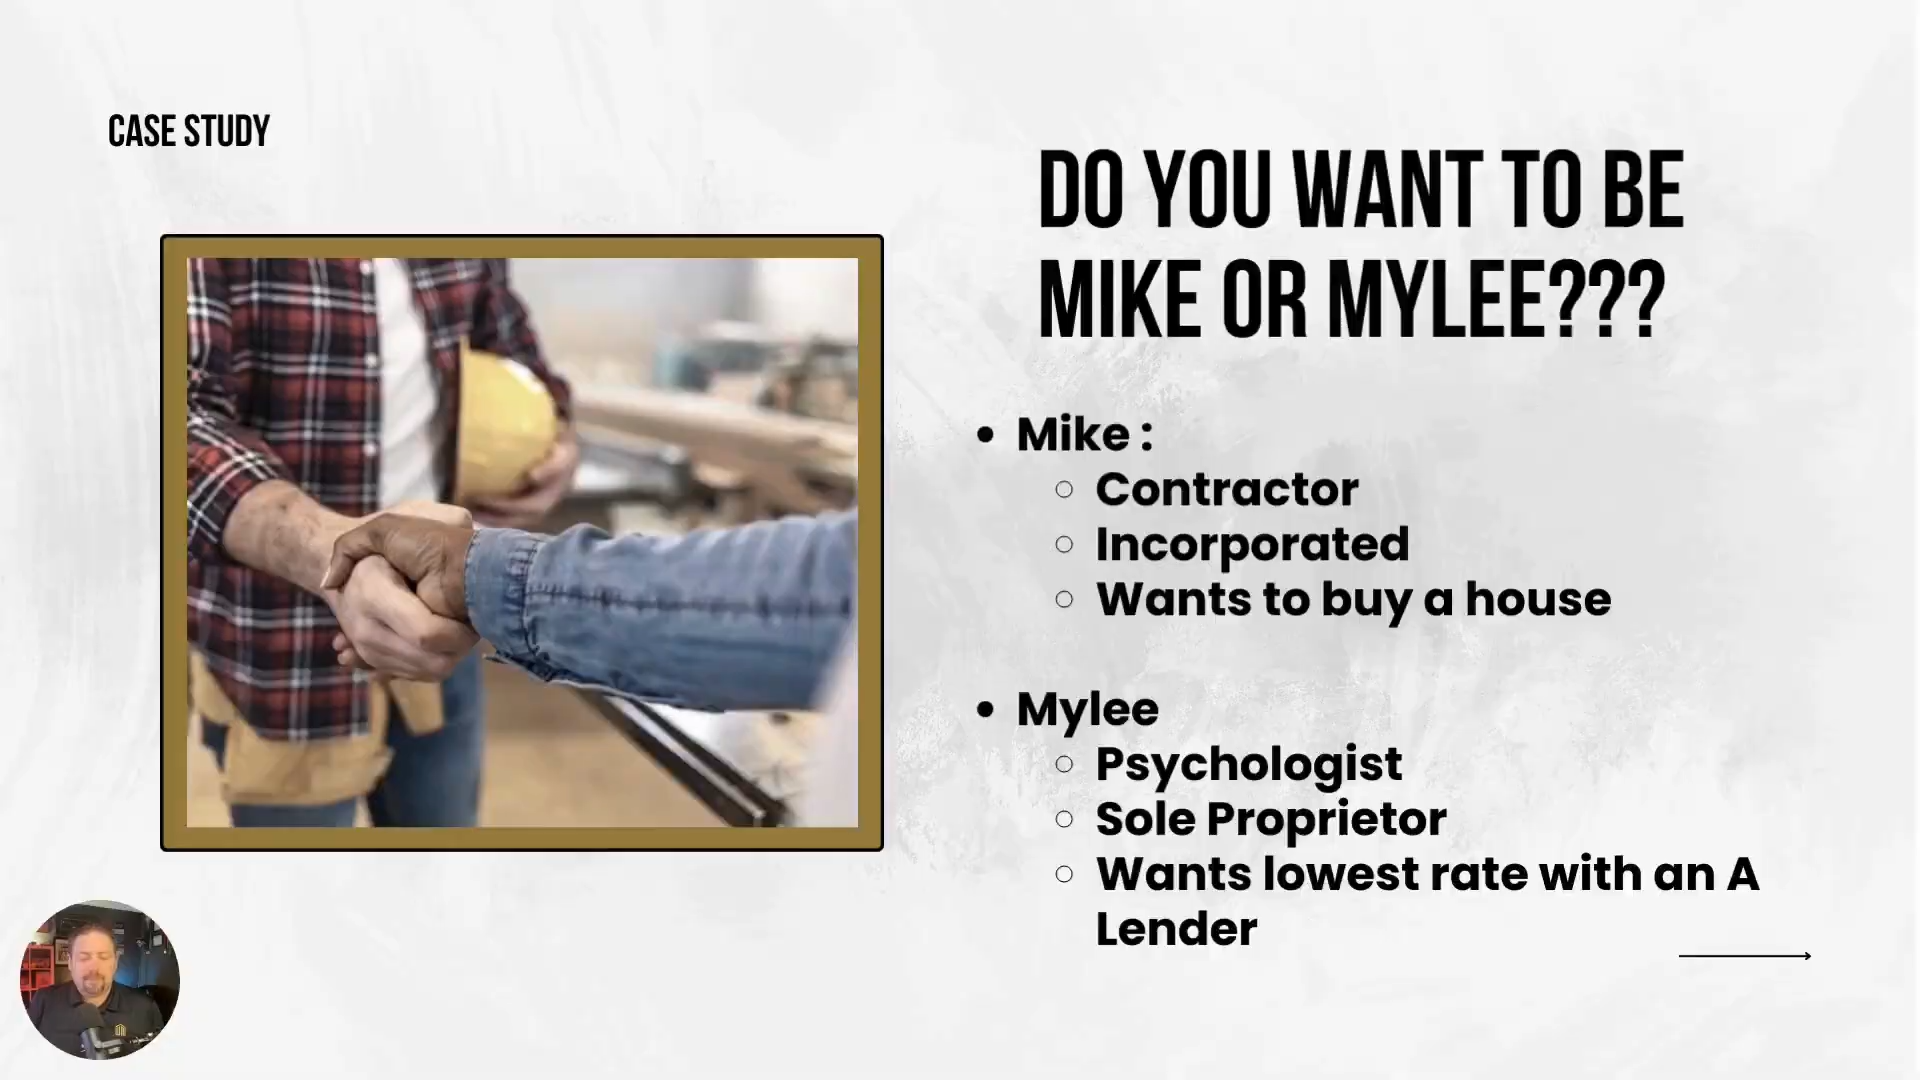 CASE STUDY
DO YOU WANT TO BE
MIKE OR MYLEE???
Mike :
Contractor
Incorporated
Wants to buy a house
Mylee
Psychologist
Sole Proprietor
Wants lowest rate with an A
Lender